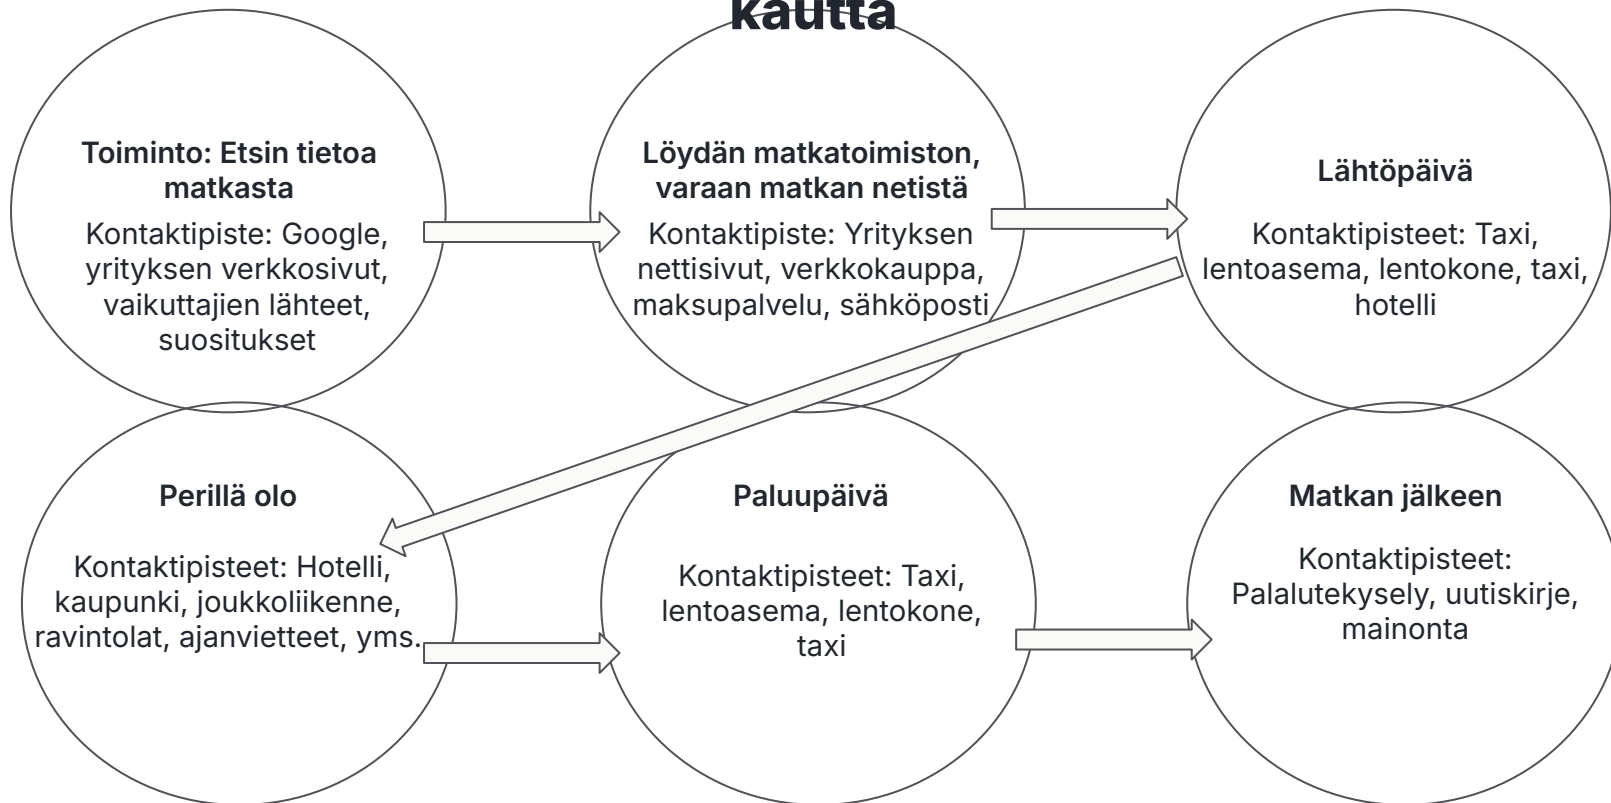 kautta
Toiminto: Etsin tietoa
matkasta
Kontaktipiste: Google,
yrityksen verkkosivut,
vaikuttajien lähteet,
suositukset
Löydän matkatoimiston,
varaan matkan netistä
Kontaktipiste: Yrityksen
nettisivut, verkkokauppa,
maksupalvelu, sähköposti
Lähtöpäivä
Kontaktipisteet: Taxi,
lentoasema, lentokone, taxi,
hotelli
Perillä olo
Kontaktipisteet: Hotelli,
kaupunki, joukkoliikenne,
ravintolat, ajanvietteet, yms.
Paluupäivä
Kontaktipisteet: Taxi,
lentoasema, lentokone,
taxi
Matkan jälkeen
Kontaktipisteet:
Palalutekysely, uutiskirje,
mainonta